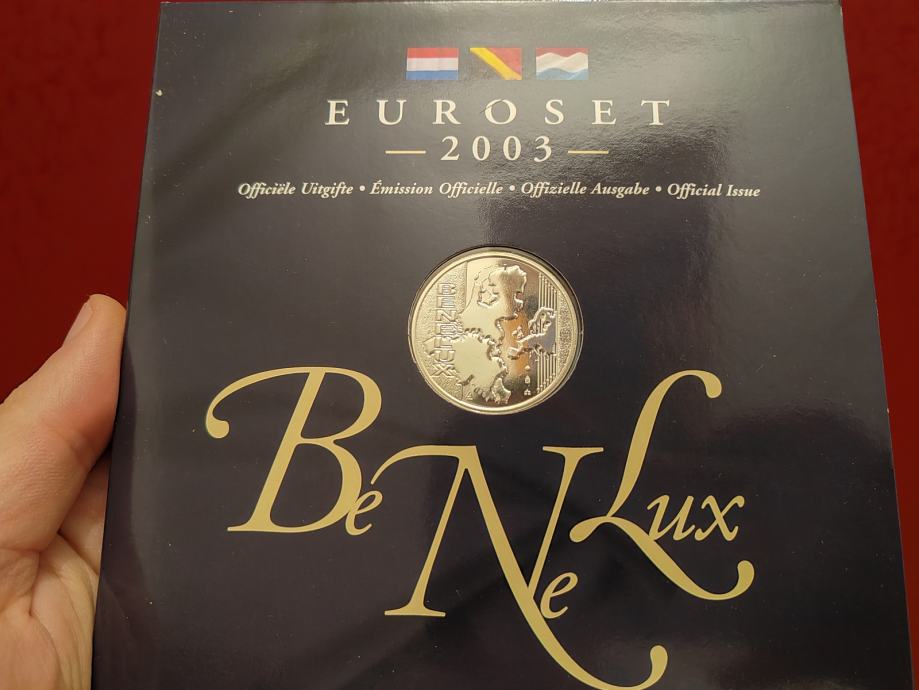 EUROSET
2003
Officiële Uitgifte • Émission Officielle • Offizielle Ausgabe • Official Issue
BENELUX
BeNeLux